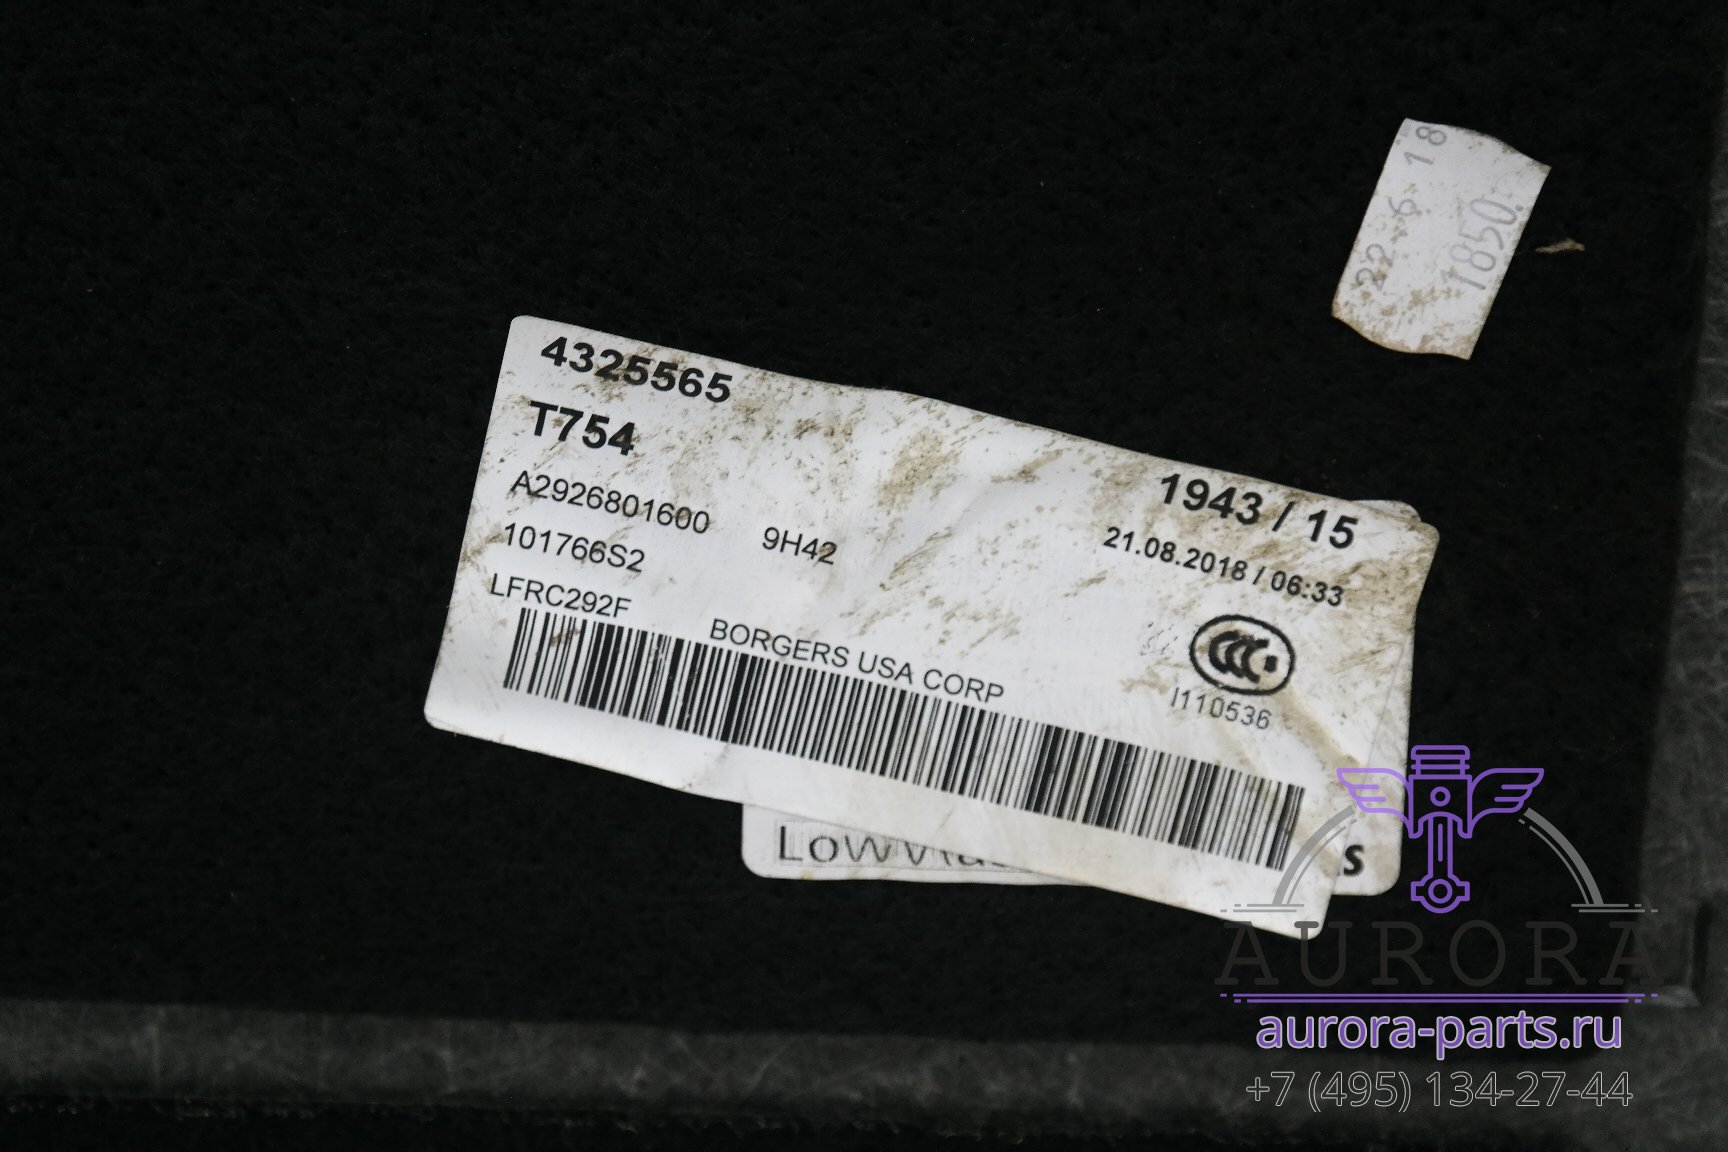 22 6 18
1850.
4325565
T754
A2926801600
9H42
101766S2
LFRC292F
BORGERS USA CORP
1943 / 15
21.08.2018 / 06:33
CCC
I110536
AURORA
aurora-parts.ru
+7 (495) 134-27-44